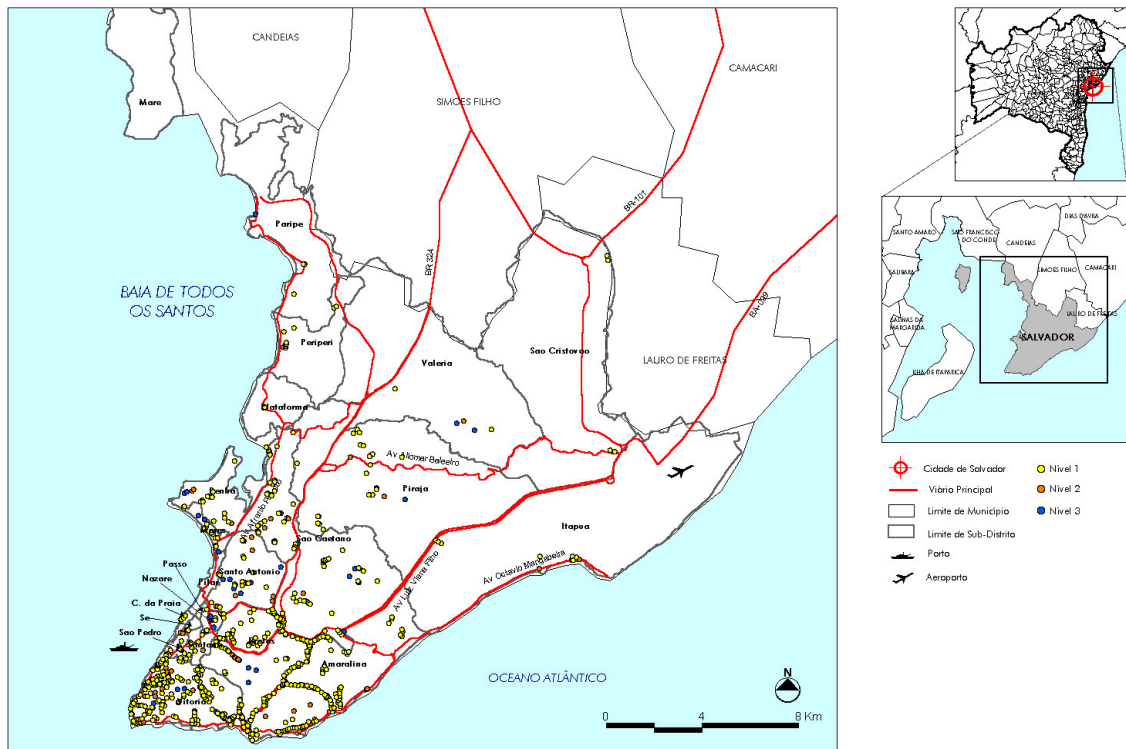 CANDEIAS
CAMACARI
SIMOES FILHO
Mare
BR-101
Paripe
BR 324
BA-099
BAIA DE TODOS
OS SANTOS
Periperi
Valeria
Sao Cristovao
LAURO DE FREITAS
Plataforma
Av Aliomar Baleeiro
Piraja
Penha
Itapua
Mares
Sao Caetano
Av Octavio Mangabeira
Av Luis Viana Filho
Santo Antonio
Passo
Pilar
Nazare
C. da Praia
Se
Sao Pedro
Brotas
Amaralina
Vitoria
OCEANO ATLÂNTICO
N
0 4 8 Km
SANTO AMARO
SAO FRANCISCO
DO CONDE
DIAS D'AVILA
CANDEIAS
SAUBARA
SIMOES FILHO
CAMACARI
SALINAS DA
MARGARIDA
LAURO DE FREITAS
SALVADOR
ILHA DE ITAPARICA
Cidade de Salvador
Nivel 1
Viário Principal
Nivel 2
Limite de Município
Nivel 3
Limite de Sub-Distrito
Porto
Aeroporto